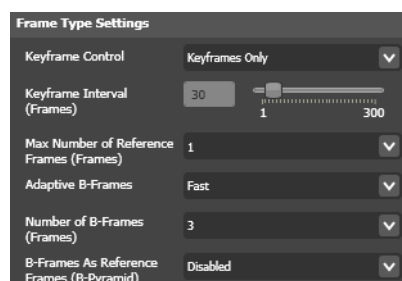 Frame Type Settings
Keyframe Control Keyframes Only
Keyframe Interval 30
(Frames) 1 300
Max Number of Reference 1
Frames (Frames)
Adaptive B-Frames Fast
Number of B-Frames 3
(Frames)
B-Frames As Reference Disabled
Frames (B-Pyramid)